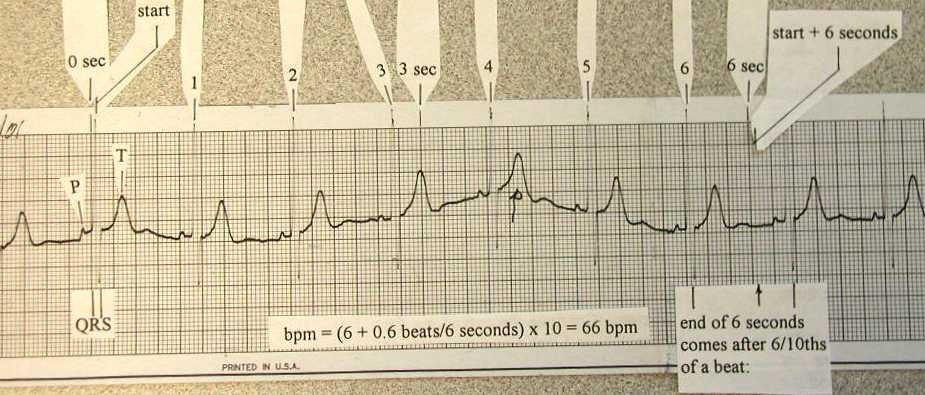 start
start + 6 seconds
0 sec
1
2
3
3 sec
4
5
6
6 sec
T
P
QRS
bpm = (6 + 0.6 beats/6 seconds) x 10 = 66 bpm
end of 6 seconds
comes after 6/10ths
of a beat:
PRINTED IN U.S.A.